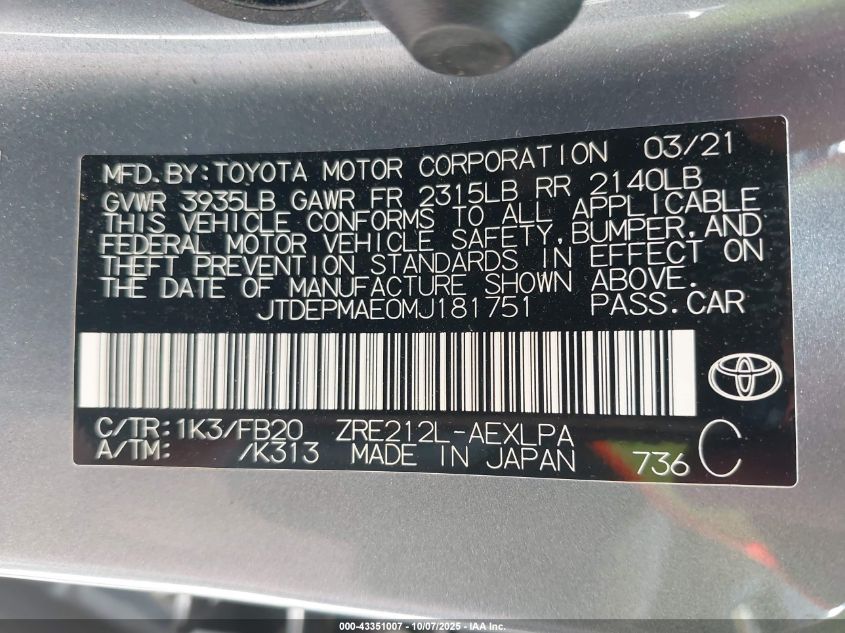 MFD. BY: TOYOTA MOTOR CORPORATION 03/21
GVWR 3935LB GAWR FR 2315LB RR 2140LB
THIS VEHICLE CONFORMS TO ALL APPLICABLE
FEDERAL MOTOR VEHICLE SAFETY, BUMPER, AND
THEFT PREVENTION STANDARDS IN EFFECT ON
THE DATE OF MANUFACTURE SHOWN ABOVE.
JTDEPMAE0MJ181751 PASS.CAR
C/TR: 1K3/FB20 ZRE212L-AEXLPA
A/TM: /K313 MADE IN JAPAN 736 C
000-43351007 - 10/07/2025 - IAA Inc.